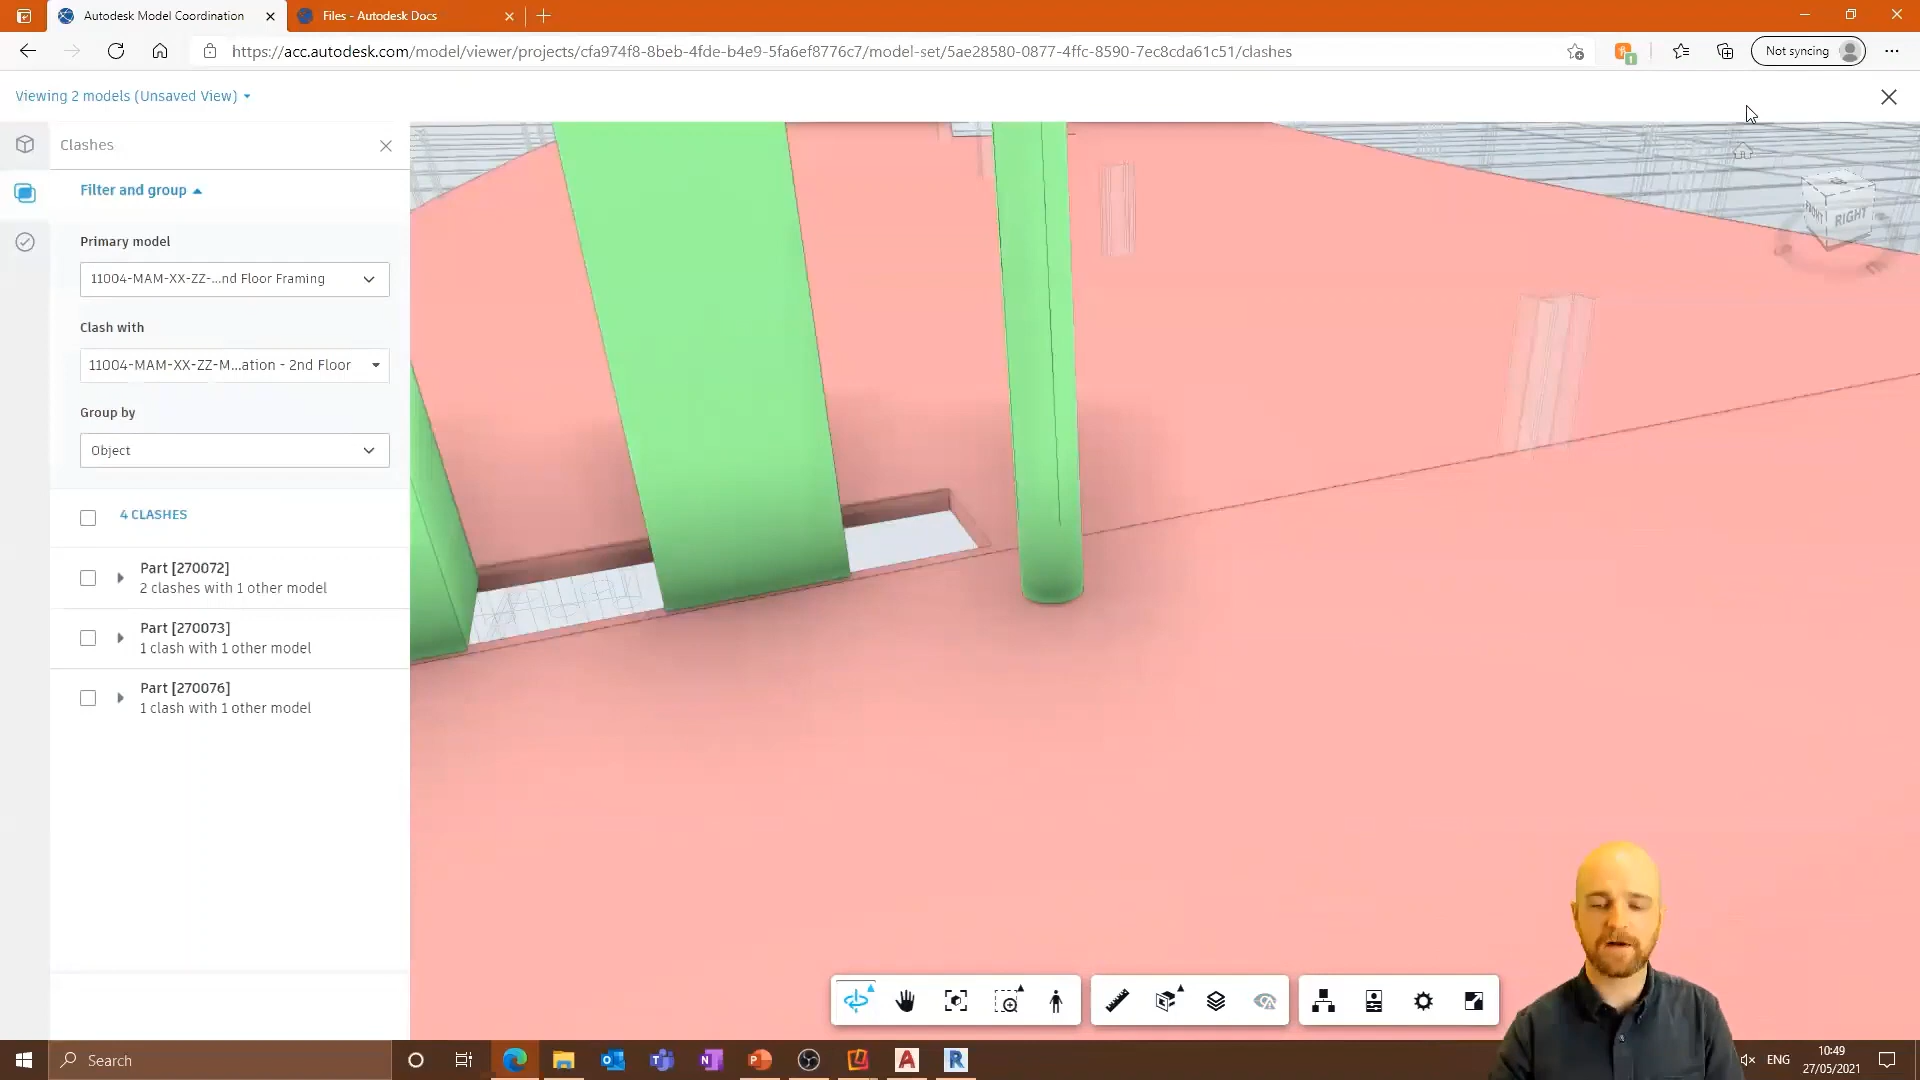 Autodesk Model Coordination
Files - Autodesk Docs
https://acc.autodesk.com/model/viewer/projects/cfa974f8-8beb-4fde-b4e9-5fa6ef8776c7/model-set/5ae28580-0877-4ffc-8590-7ec8cda61c51/clashes
Not syncing
Viewing 2 models (Unsaved View)
Clashes
Filter and group
Primary model
11004-MAM-XX-ZZ-...nd Floor Framing
Clash with
11004-MAM-XX-ZZ-M...ation - 2nd Floor
Group by
Object
4 CLASHES
Part [270072]
2 clashes with 1 other model
Part [270073]
1 clash with 1 other model
Part [270076]
1 clash with 1 other model
FRONT
RIGHT
Search
ENG
10:49
27/05/2021